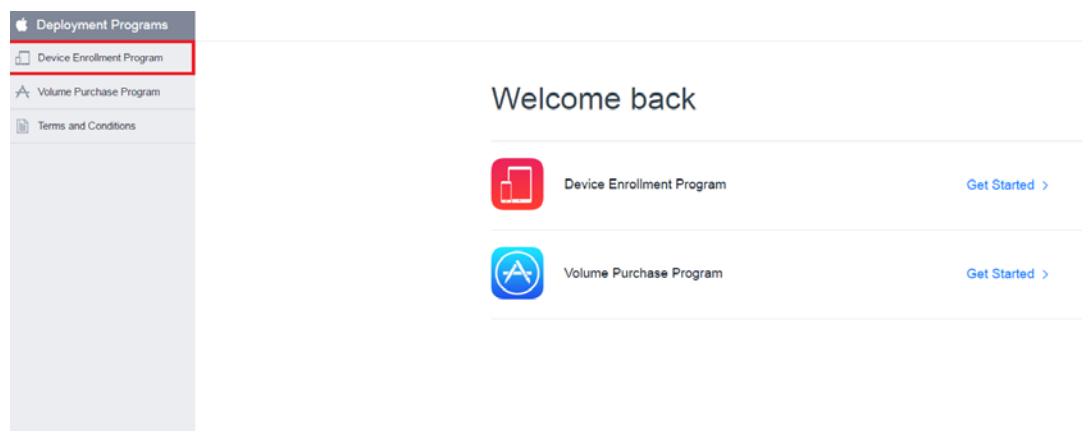 Deployment Programs
Device Enrollment Program
Volume Purchase Program
Terms and Conditions
Welcome back
Device Enrollment Program Get Started >
Volume Purchase Program Get Started >